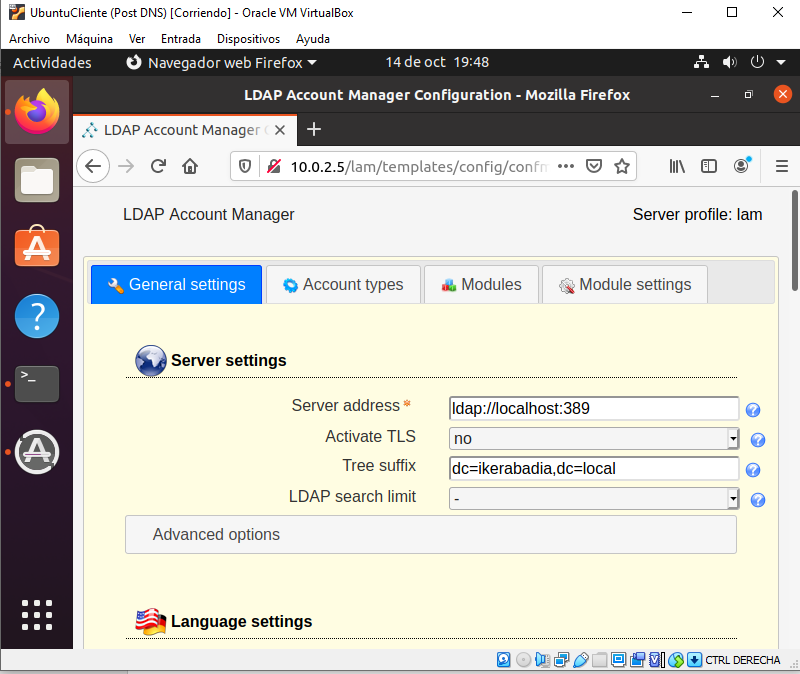 UbuntuCliente (Post DNS) [Corriendo] - Oracle VM VirtualBox
Archivo Máquina Ver Entrada Dispositivos Ayuda
Actividades Navegador web Firefox 14 de oct 19:48
LDAP Account Manager Configuration - Mozilla Firefox
LDAP Account Manager C
10.0.2.5/lam/templates/config/confm
LDAP Account Manager Server profile: lam
General settings Account types Modules Module settings
Server settings
Server address* ldap://localhost:389
Activate TLS no
Tree suffix dc=ikerabadia,dc=local
LDAP search limit -
Advanced options
Language settings
CTRL DERECHA